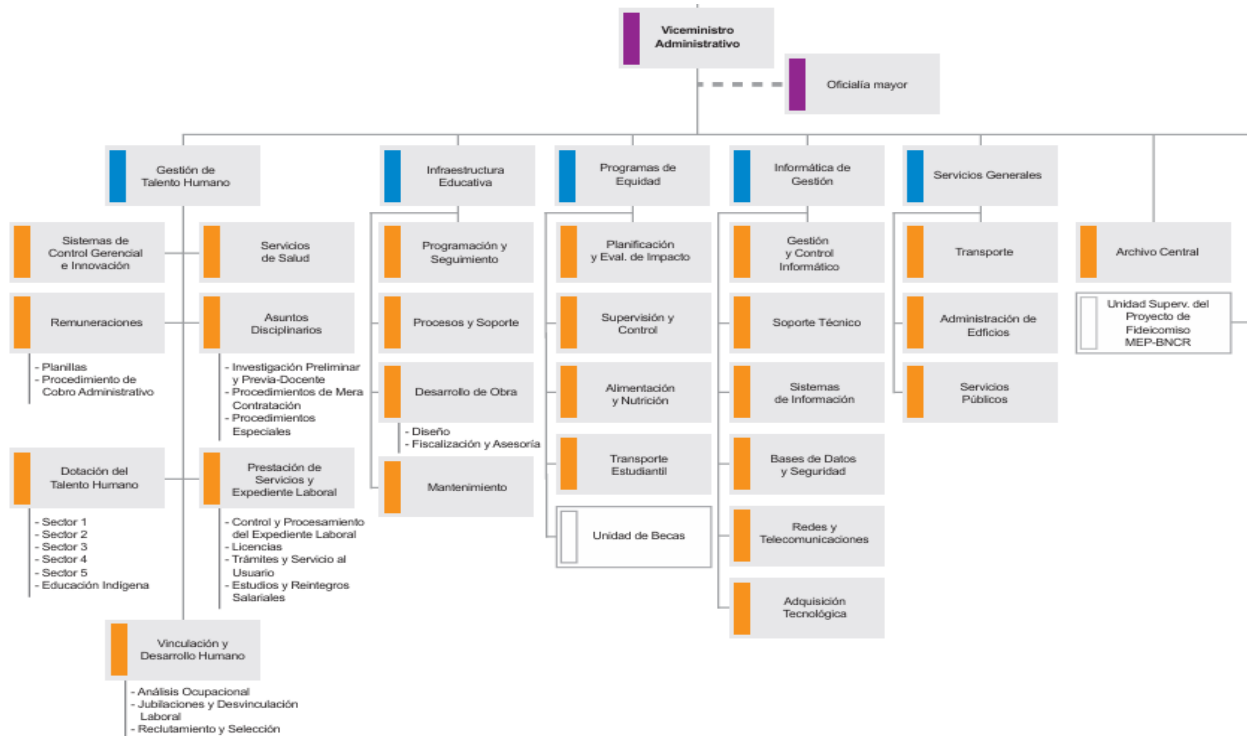 Viceministro
Administrativo
Oficialía mayor
Gestión de
Talento Humano
Infraestructura
Educativa
Programas de
Equidad
Informática de
Gestión
Servicios Generales
Sistemas de
Control Gerencial
e Innovación
Servicios
de Salud
Programación y
Seguimiento
Planificación
y Eval. de Impacto
Gestión
y Control
Informático
Transporte
Archivo Central
Remuneraciones
- Planillas
- Procedimiento de
Cobro Administrativo
Asuntos
Disciplinarios
- Investigación Preliminar
y Previa-Docente
- Procedimientos de Mera
Contratación
- Procedimientos
Especiales
Procesos y Soporte
Supervisión y
Control
Soporte Técnico
Administración de
Edficios
Unidad Superv. del
Proyecto de
Fideicomiso
MEP-BNCR
Desarrollo de Obra
- Diseño
- Fiscalización y Asesoría
Alimentación
y Nutrición
Sistemas
de Información
Servicios
Públicos
Dotación del
Talento Humano
- Sector 1
- Sector 2
- Sector 3
- Sector 4
- Sector 5
- Educación Indígena
Prestación de
Servicios y
Expediente Laboral
- Control y Procesamiento
del Expediente Laboral
- Licencias
- Trámites y Servicio al
Usuario
- Estudios y Reintegros
Salariales
Mantenimiento
Transporte
Estudiantil
Bases de Datos
y Seguridad
Unidad de Becas
Redes y
Telecomunicaciones
Adquisición
Tecnológica
Vinculación y
Desarrollo Humano
- Análisis Ocupacional
- Jubilaciones y Desvinculación
Laboral
- Reclutamiento y Selección